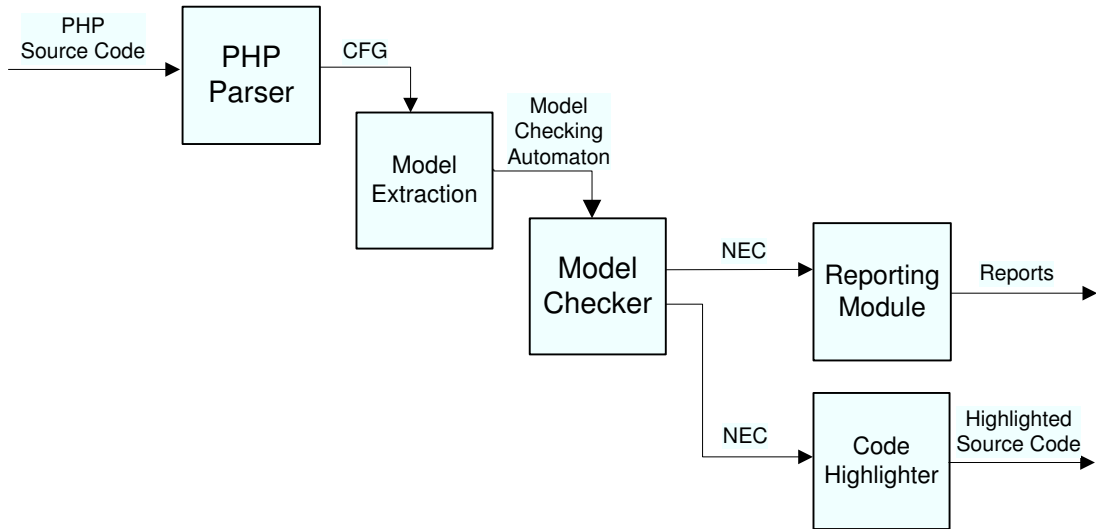 PHP
Source Code
PHP
Parser
CFG
Model
Extraction
Model
Checking
Automaton
Model
Checker
NEC
Reporting
Module
Reports
NEC
Code
Highlighter
Highlighted
Source Code